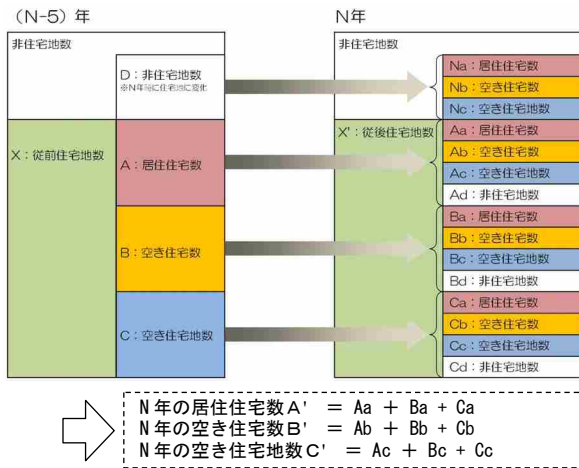 (N-5) 年
N年
非住宅地数
D：非住宅地数
※N年時に住宅地に変化
X：従前住宅地数
A：居住住宅数
B：空き住宅数
C：空き住宅地数
非住宅地数
Na：居住住宅数
Nb：空き住宅数
Nc：空き住宅地数
X'：従後住宅地数
Aa：居住住宅数
Ab：空き住宅数
Ac：空き住宅地数
Ad：非住宅地数
Ba：居住住宅数
Bb：空き住宅数
Bc：空き住宅地数
Bd：非住宅地数
Ca：居住住宅数
Cb：空き住宅数
Cc：空き住宅地数
Cd：非住宅地数
N年の居住住宅数A' ＝ Aa ＋ Ba ＋ Ca
N年の空き住宅数B' ＝ Ab ＋ Bb ＋ Cb
N年の空き住宅地数C' ＝ Ac ＋ Bc ＋ Cc